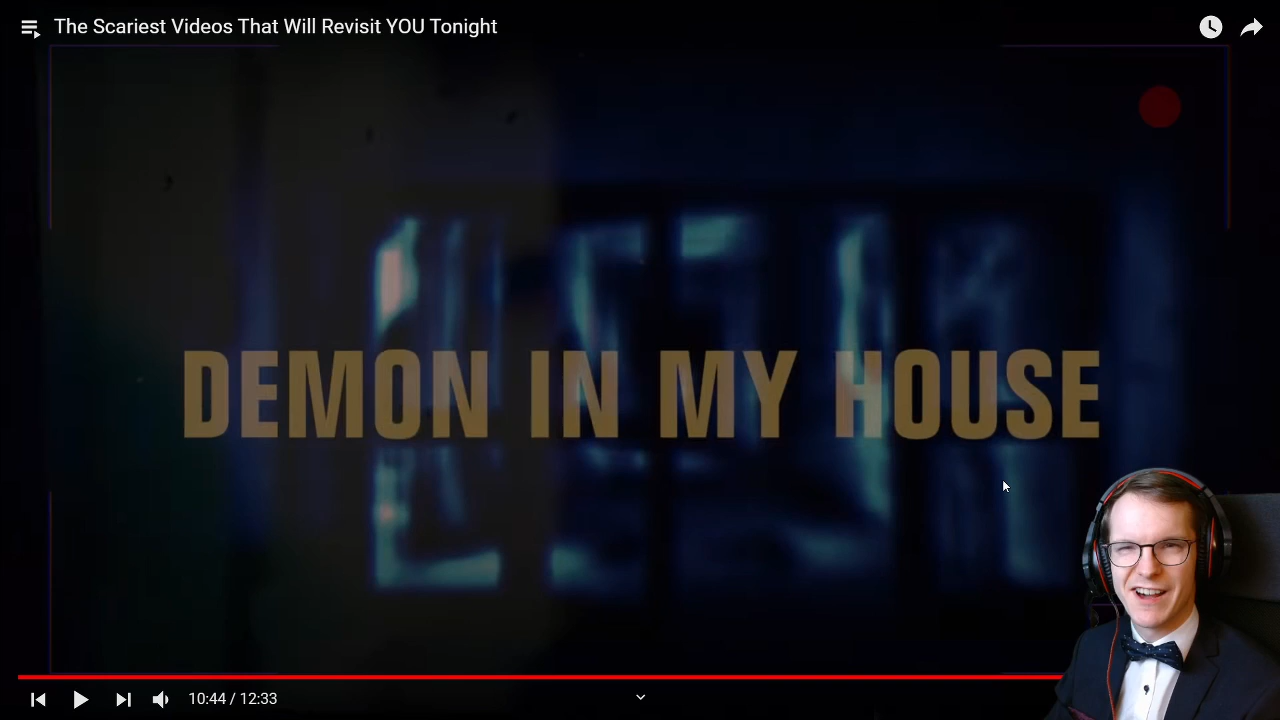 The Scariest Videos That Will Revisit YOU Tonight
DEMON IN MY HOUSE
10:44 / 12:33